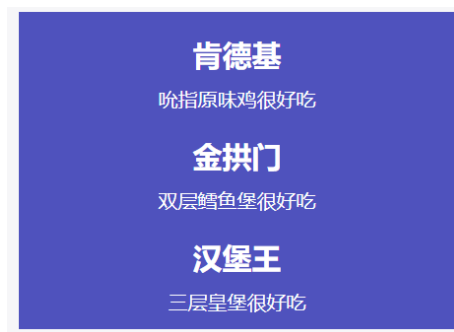 肯德基
吮指原味鸡很好吃
金拱门
双层鳕鱼堡很好吃
汉堡王
三层皇堡很好吃